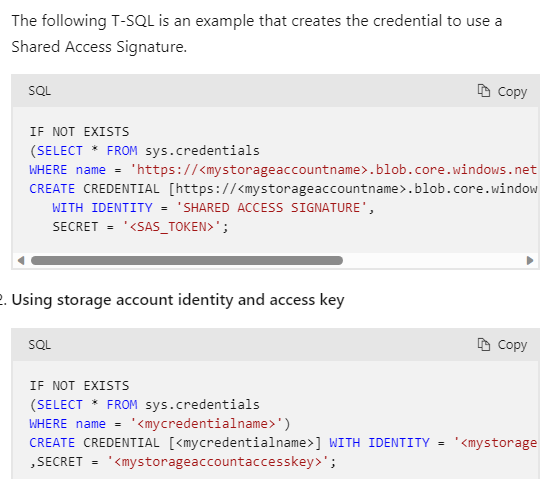 The following T-SQL is an example that creates the credential to use a
Shared Access Signature.
SQL
Copy
IF NOT EXISTS
(SELECT * FROM sys.credentials
WHERE name = 'https://<mystorageaccountname>.blob.core.windows.net
CREATE CREDENTIAL [https://<mystorageaccountname>.blob.core.window
WITH IDENTITY = 'SHARED ACCESS SIGNATURE',
SECRET = '<SAS_TOKEN>';
2. Using storage account identity and access key
SQL
Copy
IF NOT EXISTS
(SELECT * FROM sys.credentials
WHERE name = '<mycredentialname>')
CREATE CREDENTIAL [<mycredentialname>] WITH IDENTITY = '<mystorage
,SECRET = '<mystorageaccountaccesskey>';